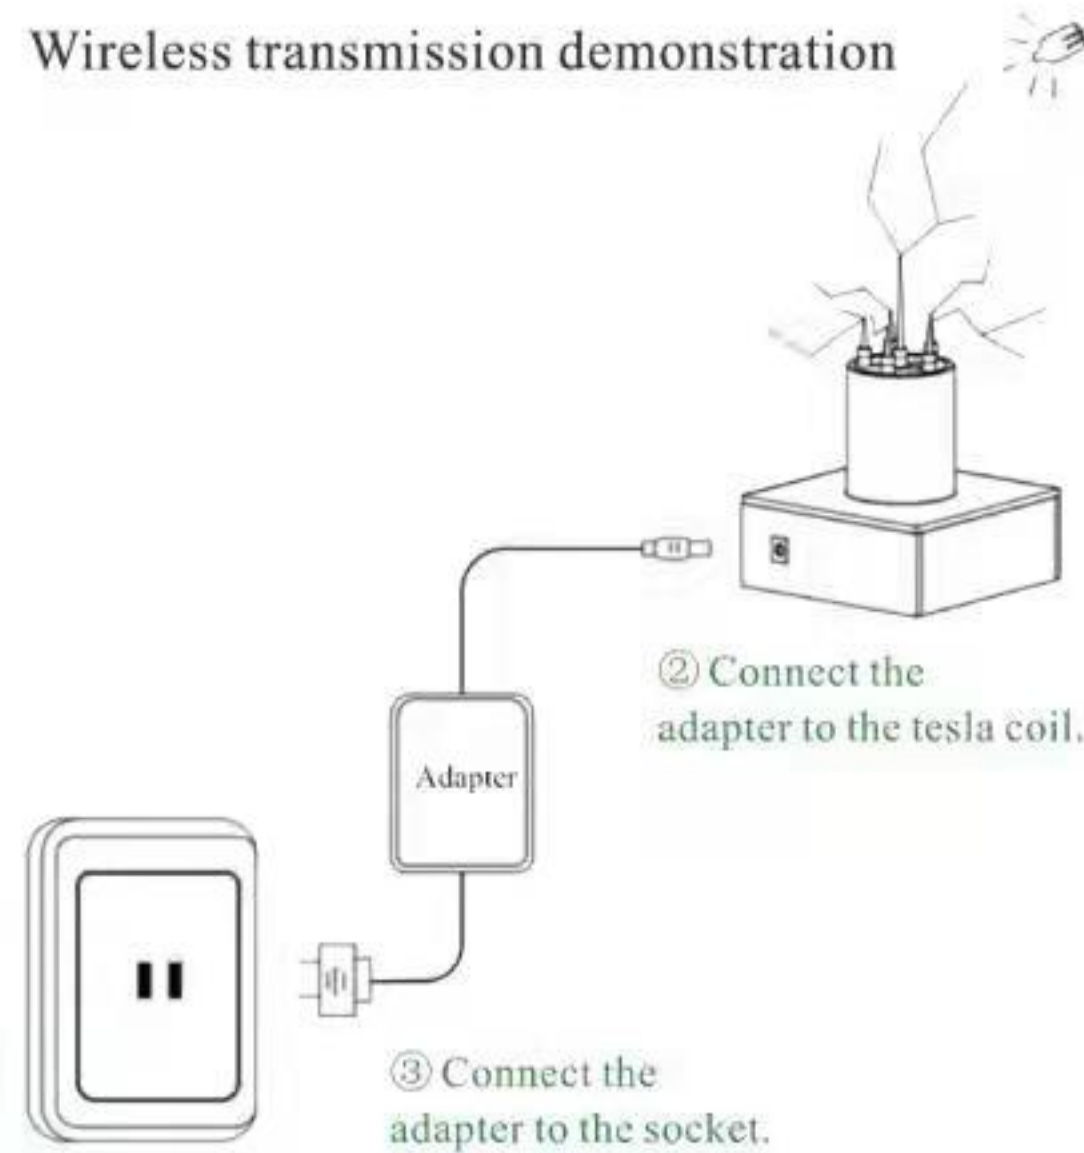 Wireless transmission demonstration
② Connect the
adapter to the tesla coil.
Adapter
③ Connect the
adapter to the socket.